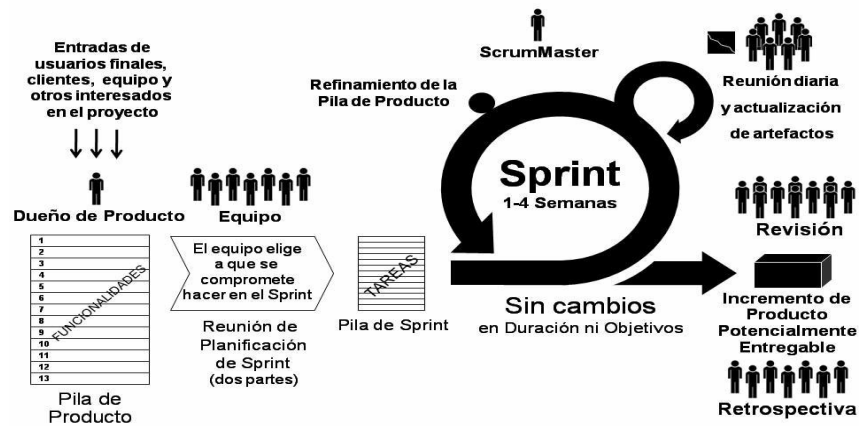 Entradas de
usuarios finales,
clientes, equipo y
otros interesados
en el proyecto
Dueño de Producto
1
2
3
4
5
6
7
8
9
10
11
12
13
FUNCIONALIDADES
Pila de
Producto
Equipo
El equipo elige
a que se
compromete
hacer en el Sprint
Reunión de
Planificación
de Sprint
(dos partes)
TAREAS
Pila de Sprint
ScrumMaster
Refinamiento de la
Pila de Producto
Sprint
1-4 Semanas
Sin cambios
en Duración ni Objetivos
Reunión diaria
y actualización
de artefactos
Revisión
Incremento de
Producto
Potencialmente
Entregable
Retrospectiva